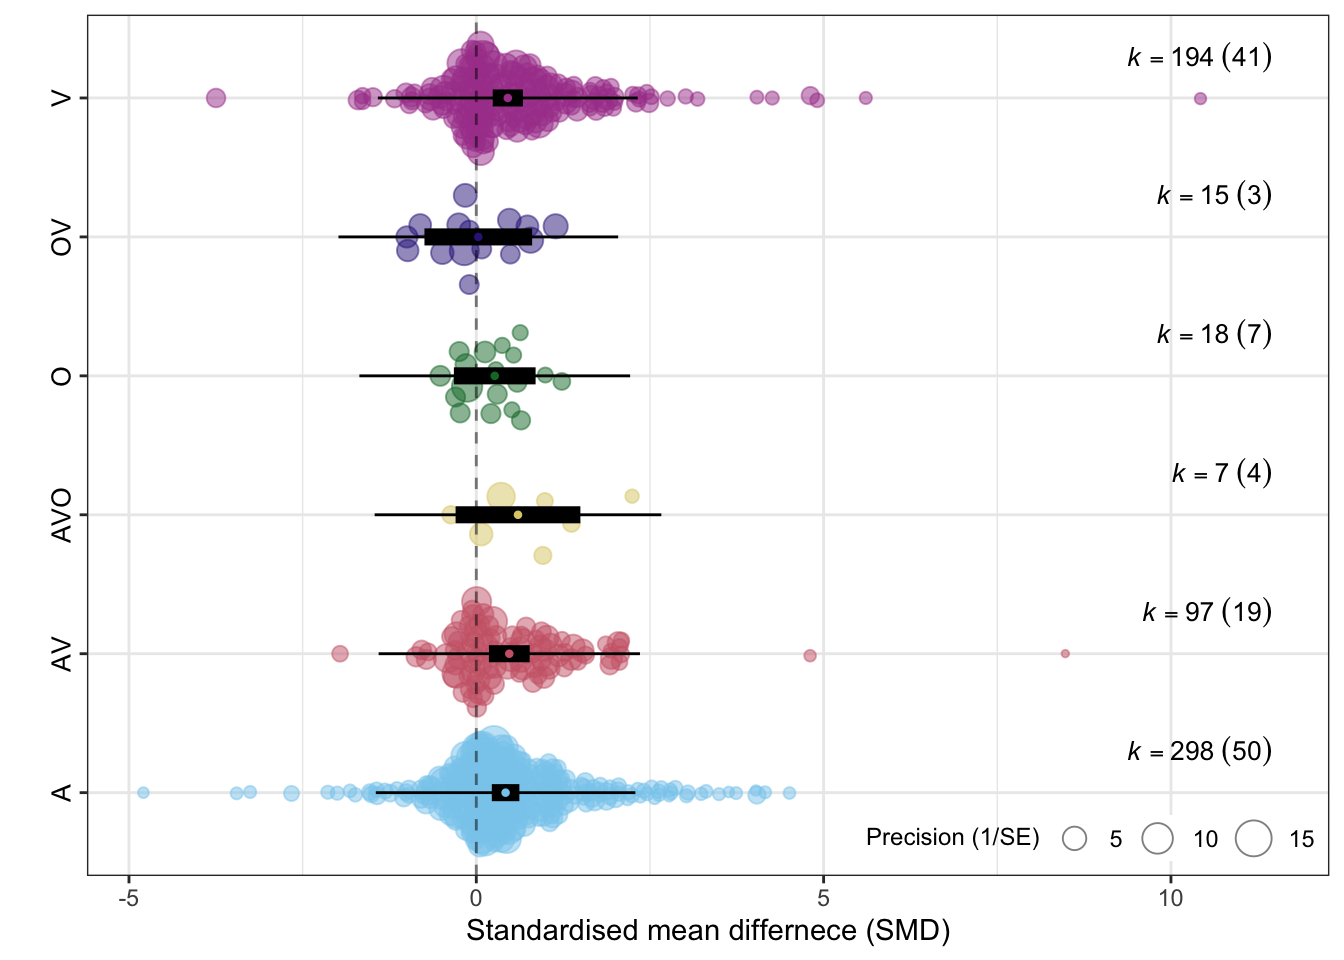 V
k = 194 (41)
OV
k = 15 (3)
O
k = 18 (7)
AVO
k = 7 (4)
AV
k = 97 (19)
A
k = 298 (50)
Precision (1/SE) 5 10 15
-5 0 5 10
Standardised mean differnece (SMD)